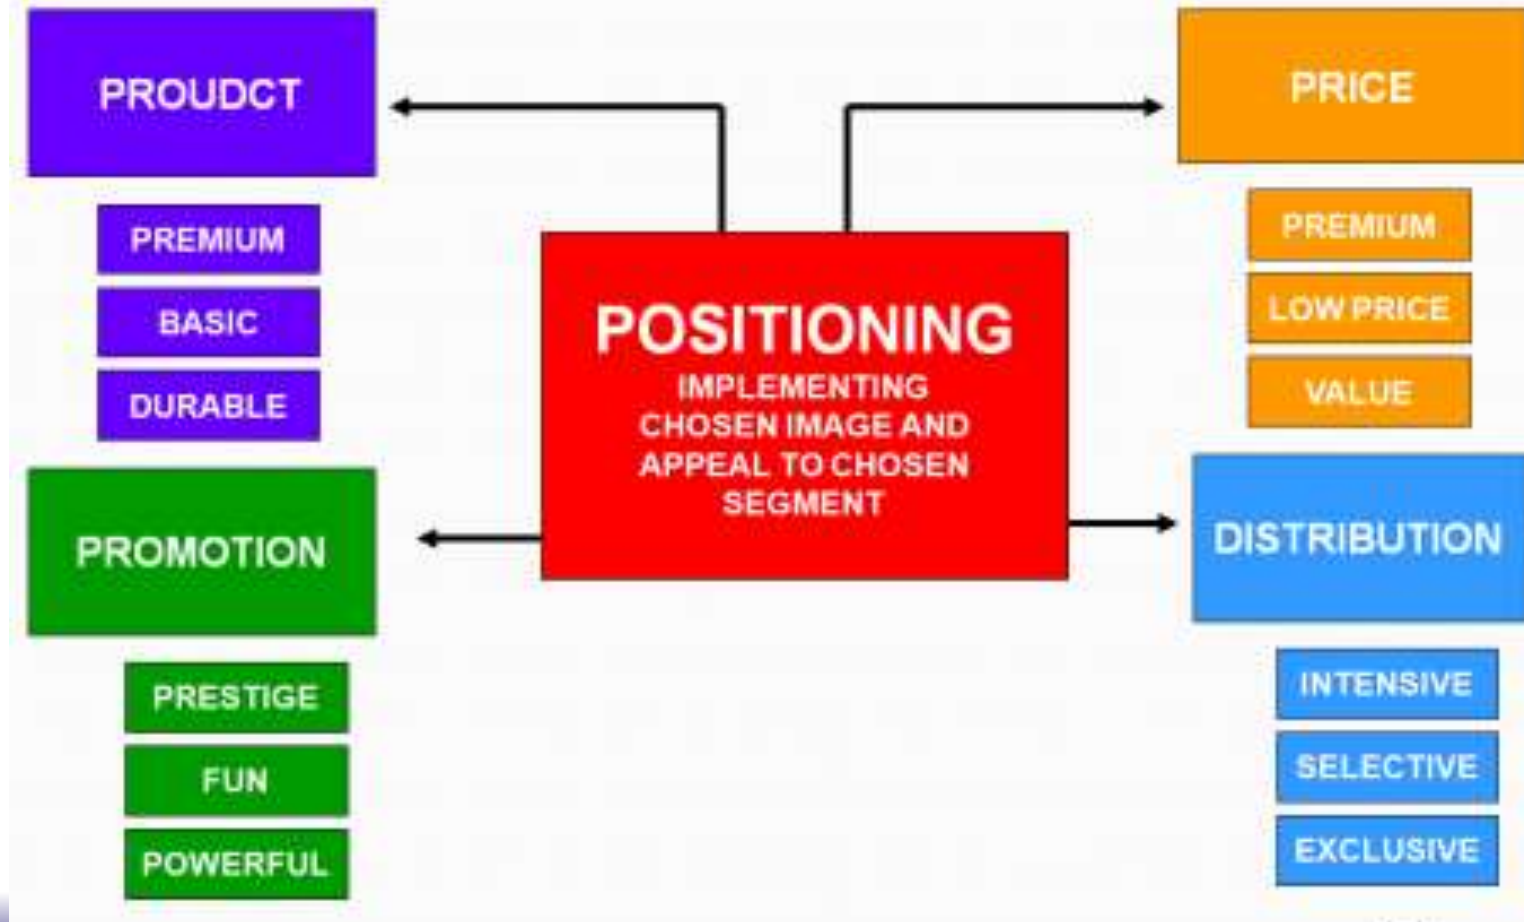 PROUDCT
PREMIUM
BASIC
DURABLE
PROMOTION
PRESTIGE
FUN
POWERFUL
POSITIONING
IMPLEMENTING
CHOSEN IMAGE AND
APPEAL TO CHOSEN
SEGMENT
PRICE
PREMIUM
LOW PRICE
VALUE
DISTRIBUTION
INTENSIVE
SELECTIVE
EXCLUSIVE